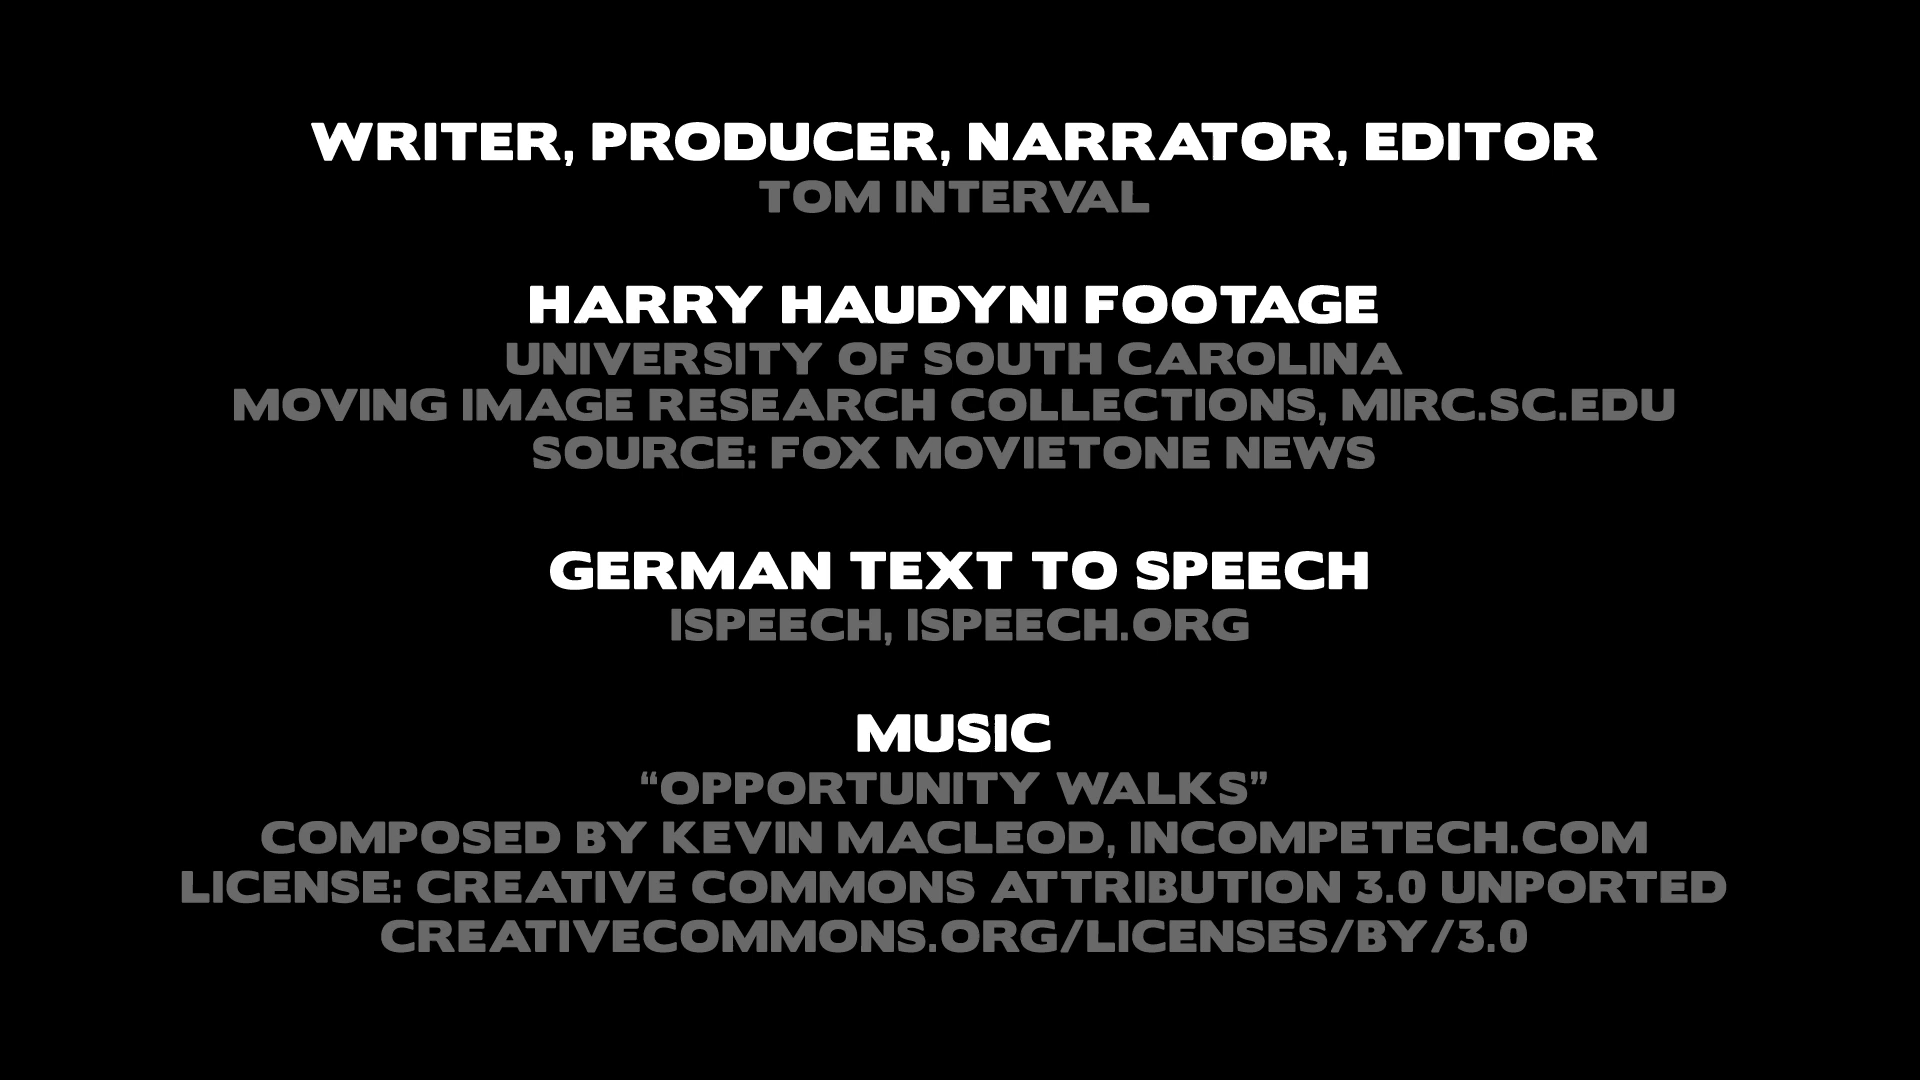 WRITER, PRODUCER, NARRATOR, EDITOR
TOM INTERVAL
HARRY HAUDYNI FOOTAGE
UNIVERSITY OF SOUTH CAROLINA
MOVING IMAGE RESEARCH COLLECTIONS, MIRC.SC.EDU
SOURCE: FOX MOVIETONE NEWS
GERMAN TEXT TO SPEECH
ISPEECH, ISPEECH.ORG
MUSIC
“OPPORTUNITY WALKS”
COMPOSED BY KEVIN MACLEOD, INCOMPETECH.COM
LICENSE: CREATIVE COMMONS ATTRIBUTION 3.0 UNPORTED
CREATIVECOMMONS.ORG/LICENSES/BY/3.0